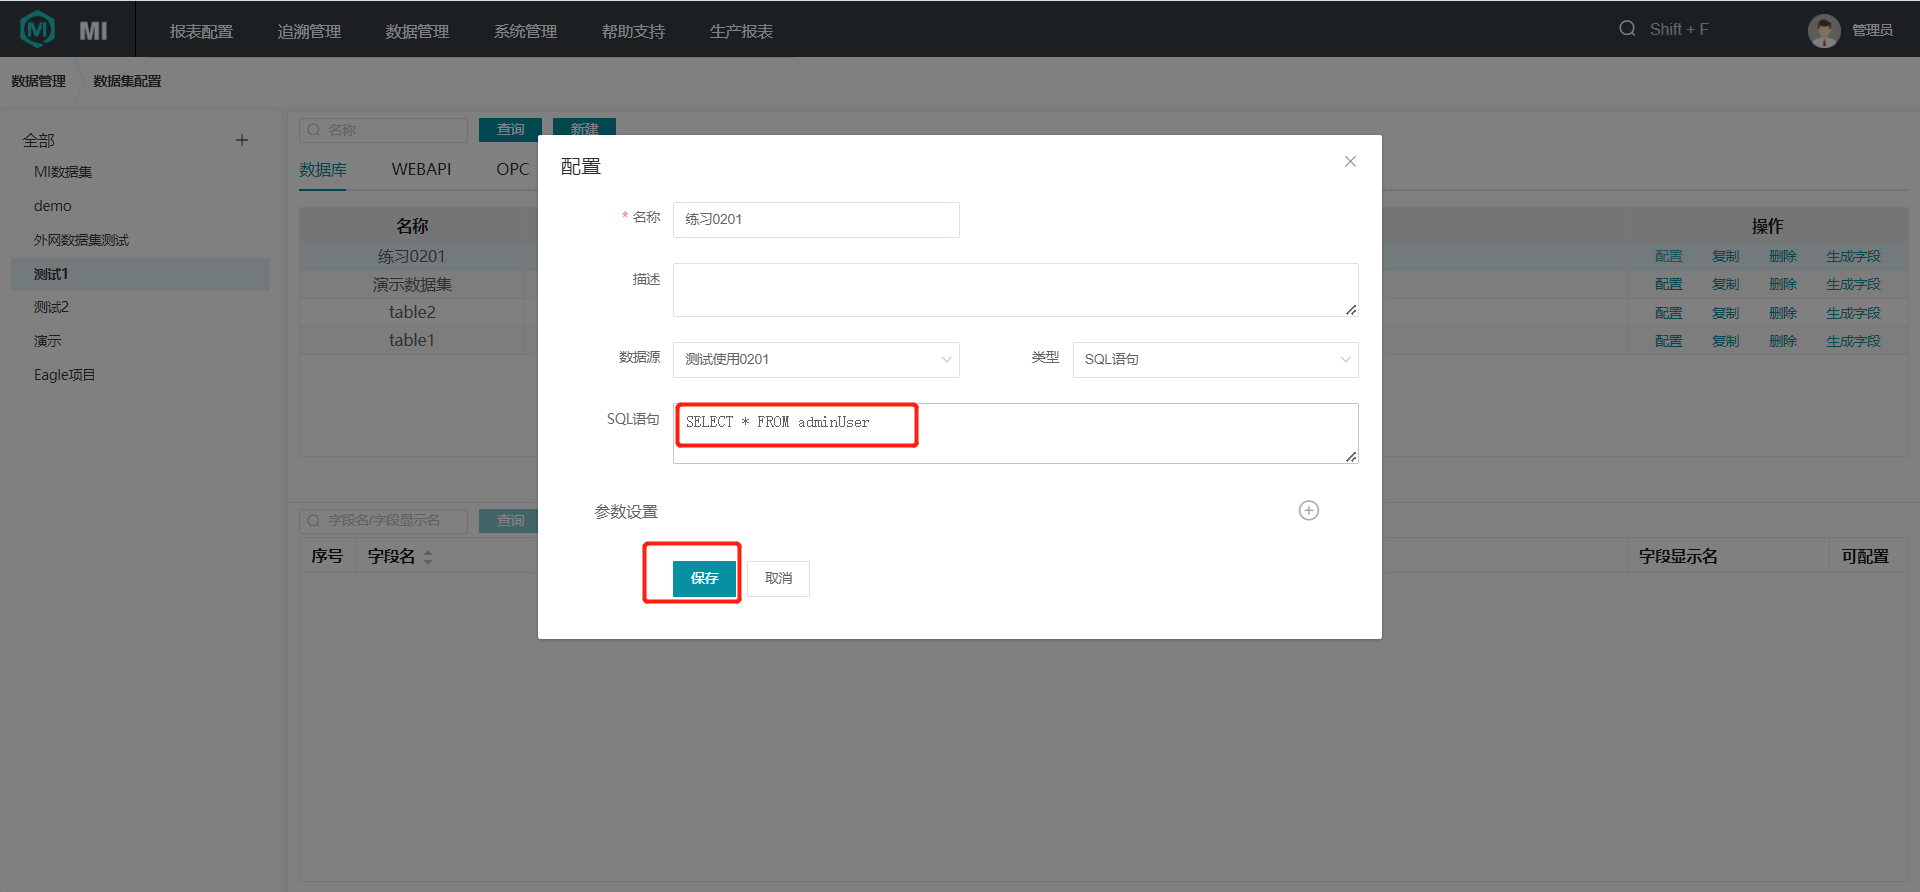 MI
报表配置
追溯管理
数据管理
系统管理
帮助支持
生产报表
Shift + F
管理员
数据管理
数据集配置
全部
MI数据集
demo
外网数据集测试
测试1
测试2
演示
Eagle项目
名称
查询
新建
数据库
WEBAPI
OPC
名称
操作
练习0201
配置 复制 删除 生成字段
演示数据集
配置 复制 删除 生成字段
table2
配置 复制 删除 生成字段
table1
配置 复制 删除 生成字段
字段名/字段显示名
查询
序号
字段名
字段显示名
可配置
配置
* 名称
练习0201
描述
数据源
测试使用0201
类型
SQL语句
SQL语句
SELECT * FROM adminUser
参数设置
保存
取消